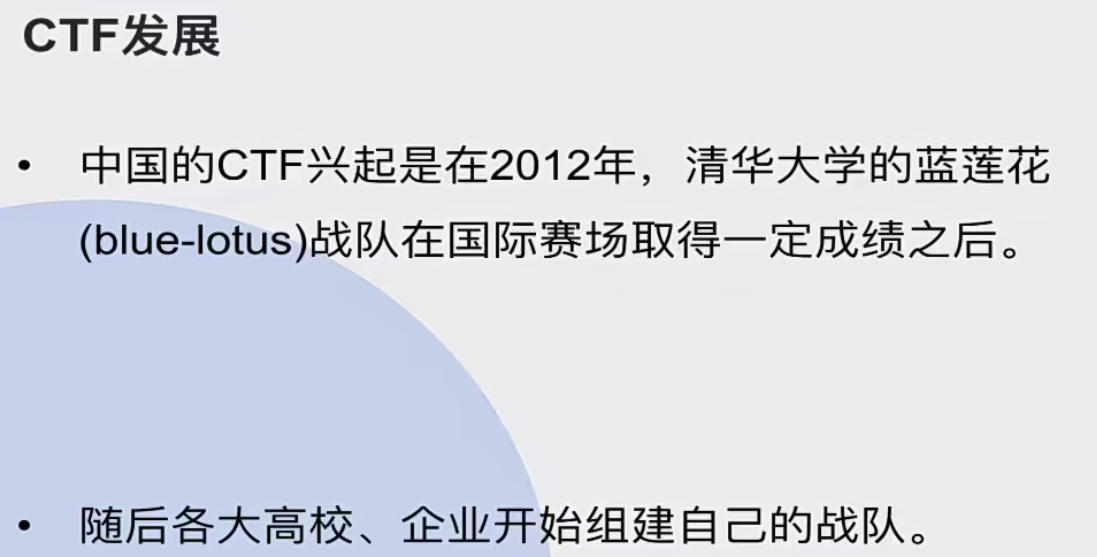 CTF发展
• 中国的CTF兴起是在2012年，清华大学的蓝莲花
(blue-lotus)战队在国际赛场取得一定成绩之后。
• 随后各大高校、企业开始组建自己的战队。